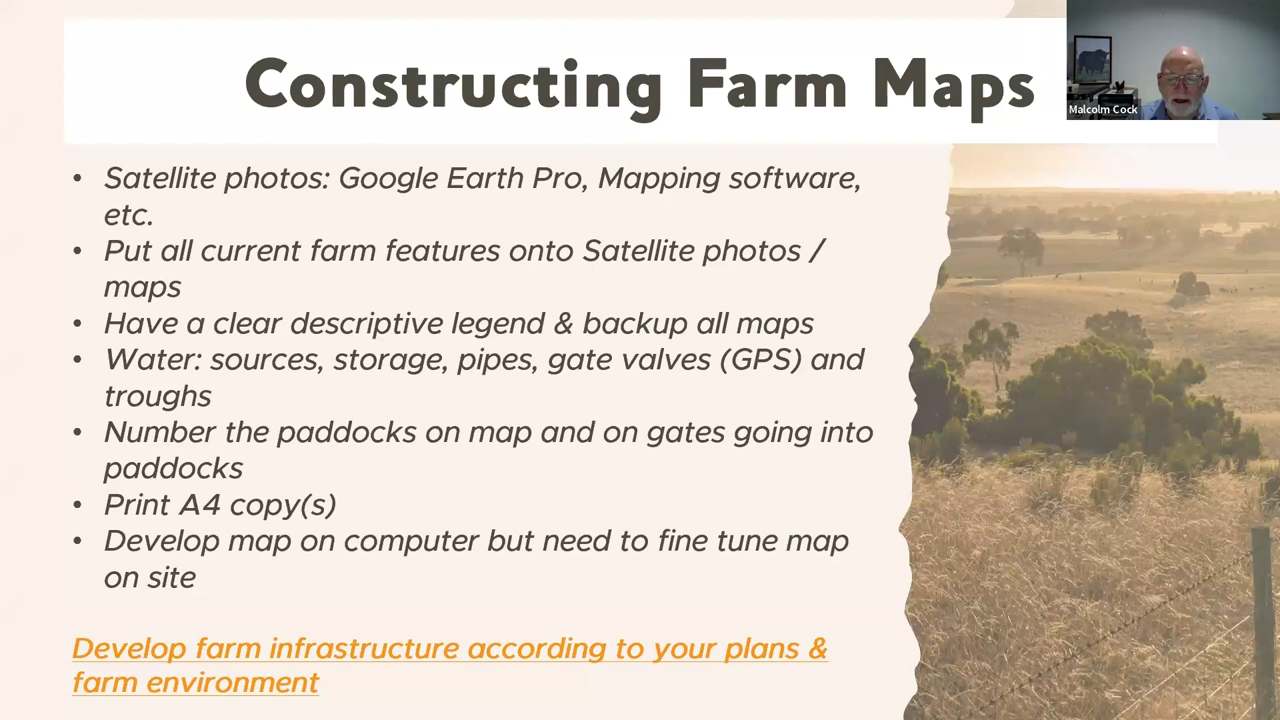 Constructing Farm Maps
Malcolm Cock
• Satellite photos: Google Earth Pro, Mapping software,
etc.
• Put all current farm features onto Satellite photos /
maps
• Have a clear descriptive legend & backup all maps
• Water: sources, storage, pipes, gate valves (GPS) and
troughs
• Number the paddocks on map and on gates going into
paddocks
• Print A4 copy(s)
• Develop map on computer but need to fine tune map
on site
Develop farm infrastructure according to your plans &
farm environment